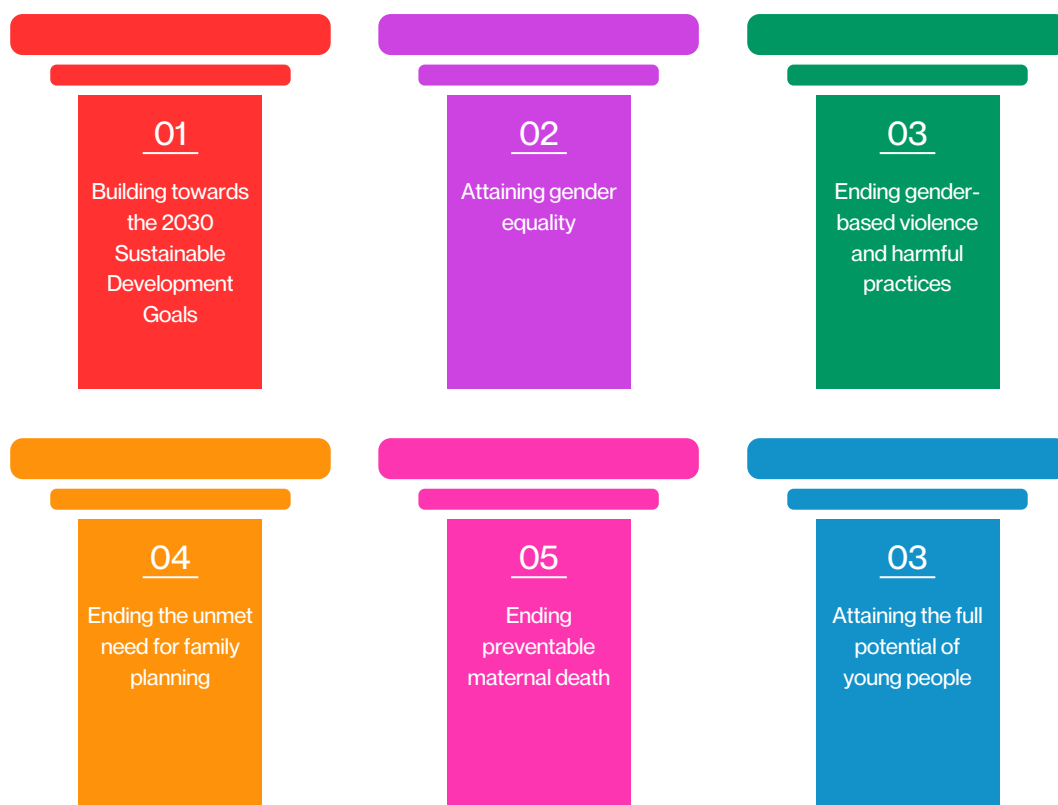 01
Building towards
the 2030
Sustainable
Development
Goals
02
Attaining gender
equality
03
Ending gender-
based violence
and harmful
practices
04
Ending the unmet
need for family
planning
05
Ending
preventable
maternal death
03
Attaining the full
potential of
young people